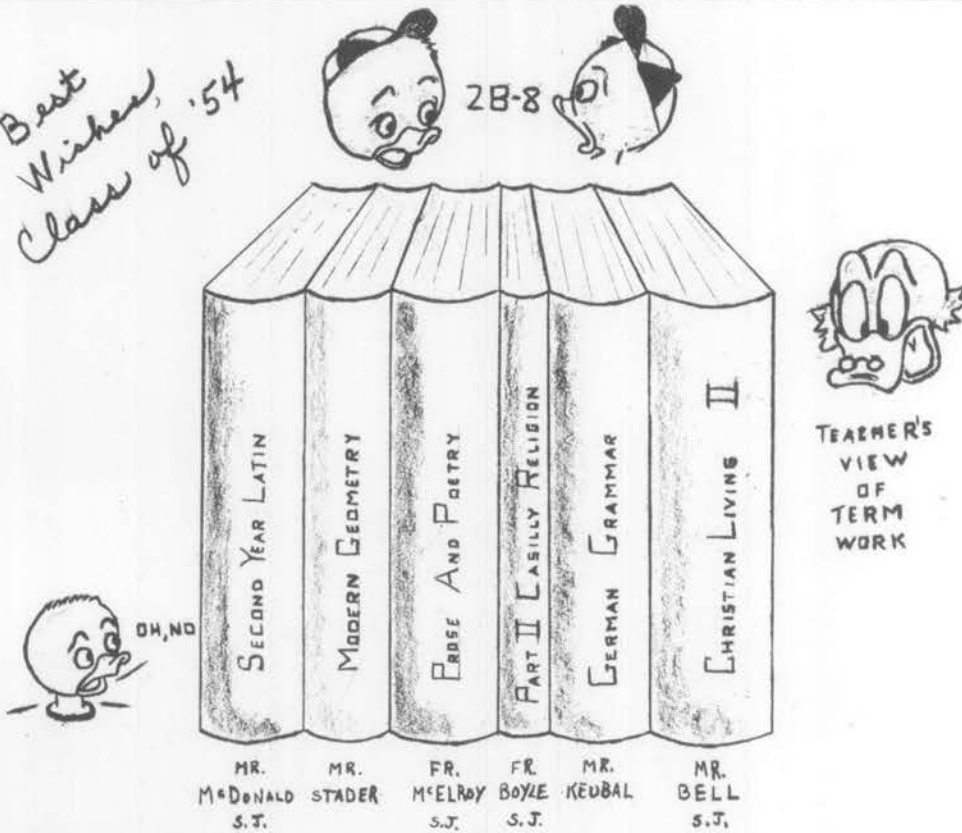 Best
Wishes,
Class of '54
2B-8
SECOND YEAR LATIN
MODERN GEOMETRY
PROSE AND POETRY
PART II CASILY RELIGION
GERMAN GRAMMAR
CHRISTIAN LIVING II
TEACHER'S
VIEW
OF
TERM
WORK
OH, NO
MR.
McDONALD
S.J.
MR.
STADER
FR.
McELROY
S.J.
FR.
BOYLE
S.J.
MR.
KEUBAL
MR.
BELL
S.J.